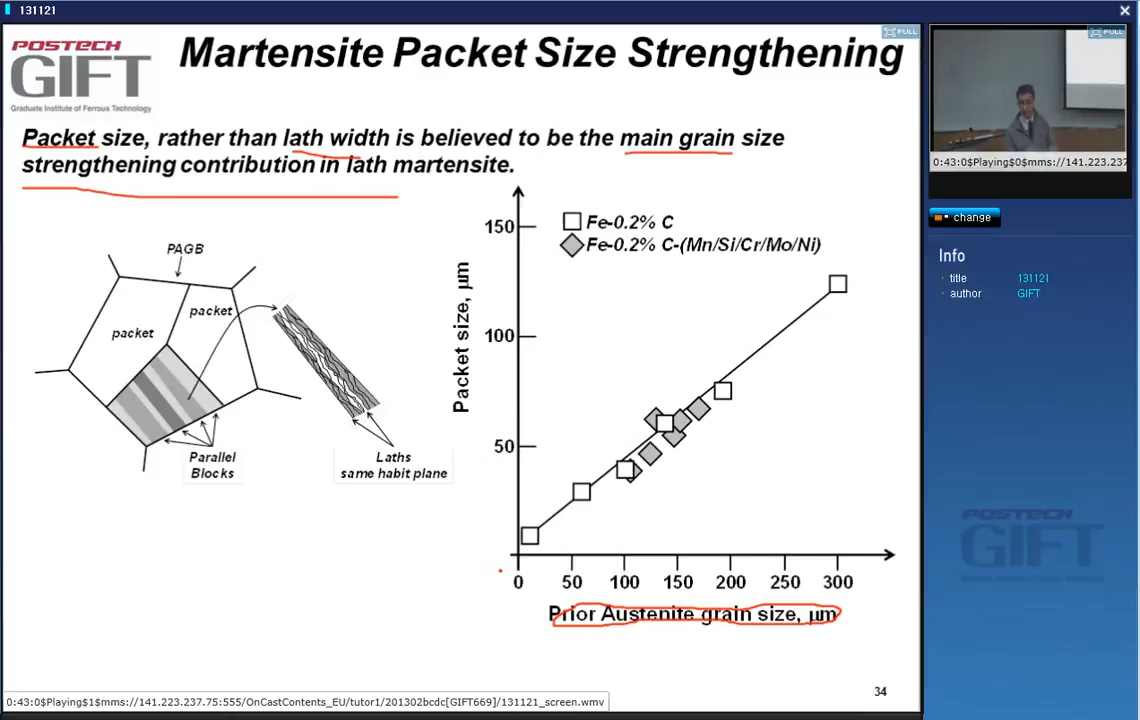 131121
POSTECH
GIFT
Graduate Institute of Ferrous Technology
Martensite Packet Size Strengthening
FULL
Packet size, rather than lath width is believed to be the main grain size
strengthening contribution in lath martensite.
PAGB
packet
packet
Parallel
Blocks
Laths
same habit plane
Packet size, µm
150
100
50
Fe-0.2% C
Fe-0.2% C-(Mn/Si/Cr/Mo/Ni)
0 50 100 150 200 250 300
Prior Austenite grain size, µm
34
0:43:0$Playing$1$mms://141.223.237.75:555/OnCastContents_EU/tutor1/201302bcdc[GIFT669]/131121_screen.wmv
FULL
0:43:0$Playing$0$mms://141.223.237
change
Info
title 131121
author GIFT
POSTECH
GIFT